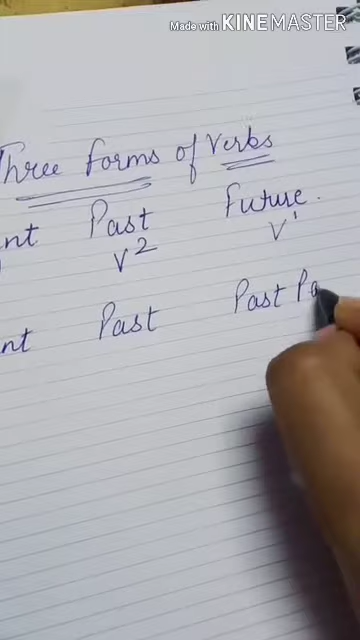 Made with KINEMASTER
Three Forms of Verbs
nt Past Future.
V² V¹
nt Past Past Pa